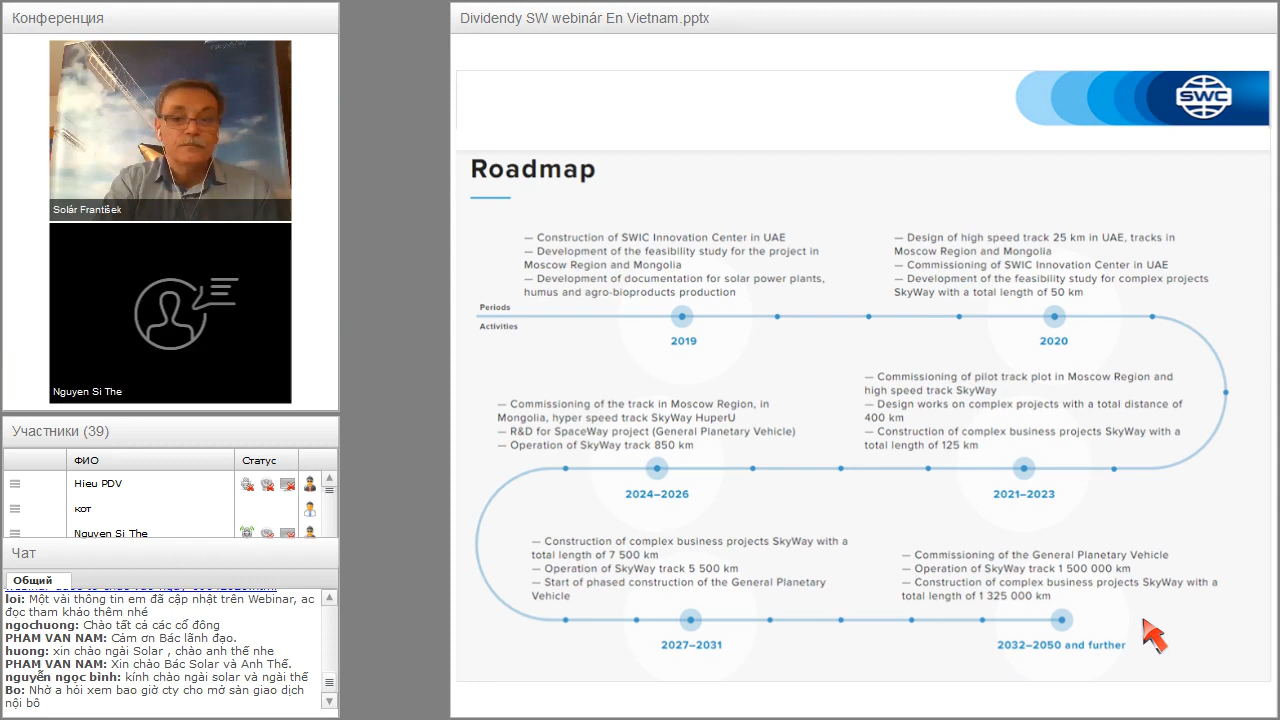 Конференция
Solár František
Nguyen Si The
Участники (39)
ФИО
Статус
Hieu PDV
кот
Nguyen Si The
Чат
Общий
loi: Một vài thông tin em đã cập nhật trên Webinar, ac
đọc tham khảo thêm nhé
ngochuong: Chào tất cả các cổ đông
PHAM VAN NAM: Cám ơn Bác lãnh đạo.
huong: xin chào ngài Solar , chào anh thế nhe
PHAM VAN NAM: Xin chào Bác Solar và Anh Thế.
nguyễn ngọc bình: kính chào ngài solar và ngài thế
Bo: Nhờ a hỏi xem bao giờ cty cho mở sàn giao dịch
nội bô
Dividendy SW webinár En Vietnam.pptx
SWC
Roadmap
— Construction of SWIC Innovation Center in UAE
— Development of the feasibility study for the project in
Moscow Region and Mongolia
— Development of documentation for solar power plants,
humus and agro-bioproducts production
— Design of high speed track 25 km in UAE, tracks in
Moscow Region and Mongolia
— Commissioning of SWIC Innovation Center in UAE
— Development of the feasibility study for complex projects
SkyWay with a total length of 50 km
Periods
Activities
2019
2020
— Commissioning of the track in Moscow Region, in
Mongolia, hyper speed track SkyWay HuperU
— R&D for SpaceWay project (General Planetary Vehicle)
— Operation of SkyWay track 850 km
— Commissioning of pilot track plot in Moscow Region and
high speed track SkyWay
— Design works on complex projects with a total distance of
400 km
— Construction of complex business projects SkyWay with a
total length of 125 km
2024–2026
2021–2023
— Construction of complex business projects SkyWay with a
total length of 7 500 km
— Operation of SkyWay track 5 500 km
— Start of phased construction of the General Planetary
Vehicle
— Commissioning of the General Planetary Vehicle
— Operation of SkyWay track 1 500 000 km
— Construction of complex business projects SkyWay with a
total length of 1 325 000 km
2027–2031
2032–2050 and further